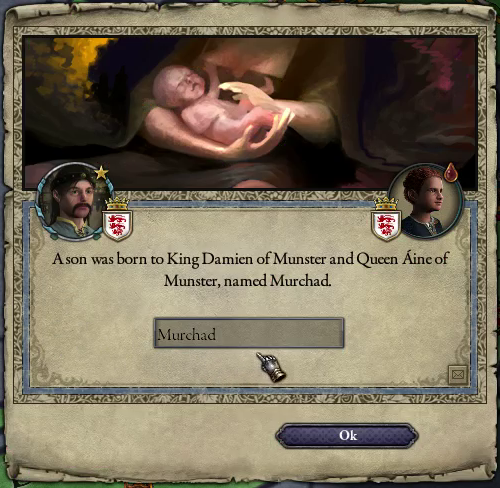 A son was born to King Damien of Munster and Queen Áine of
Munster, named Murchad.
Murchad
Ok